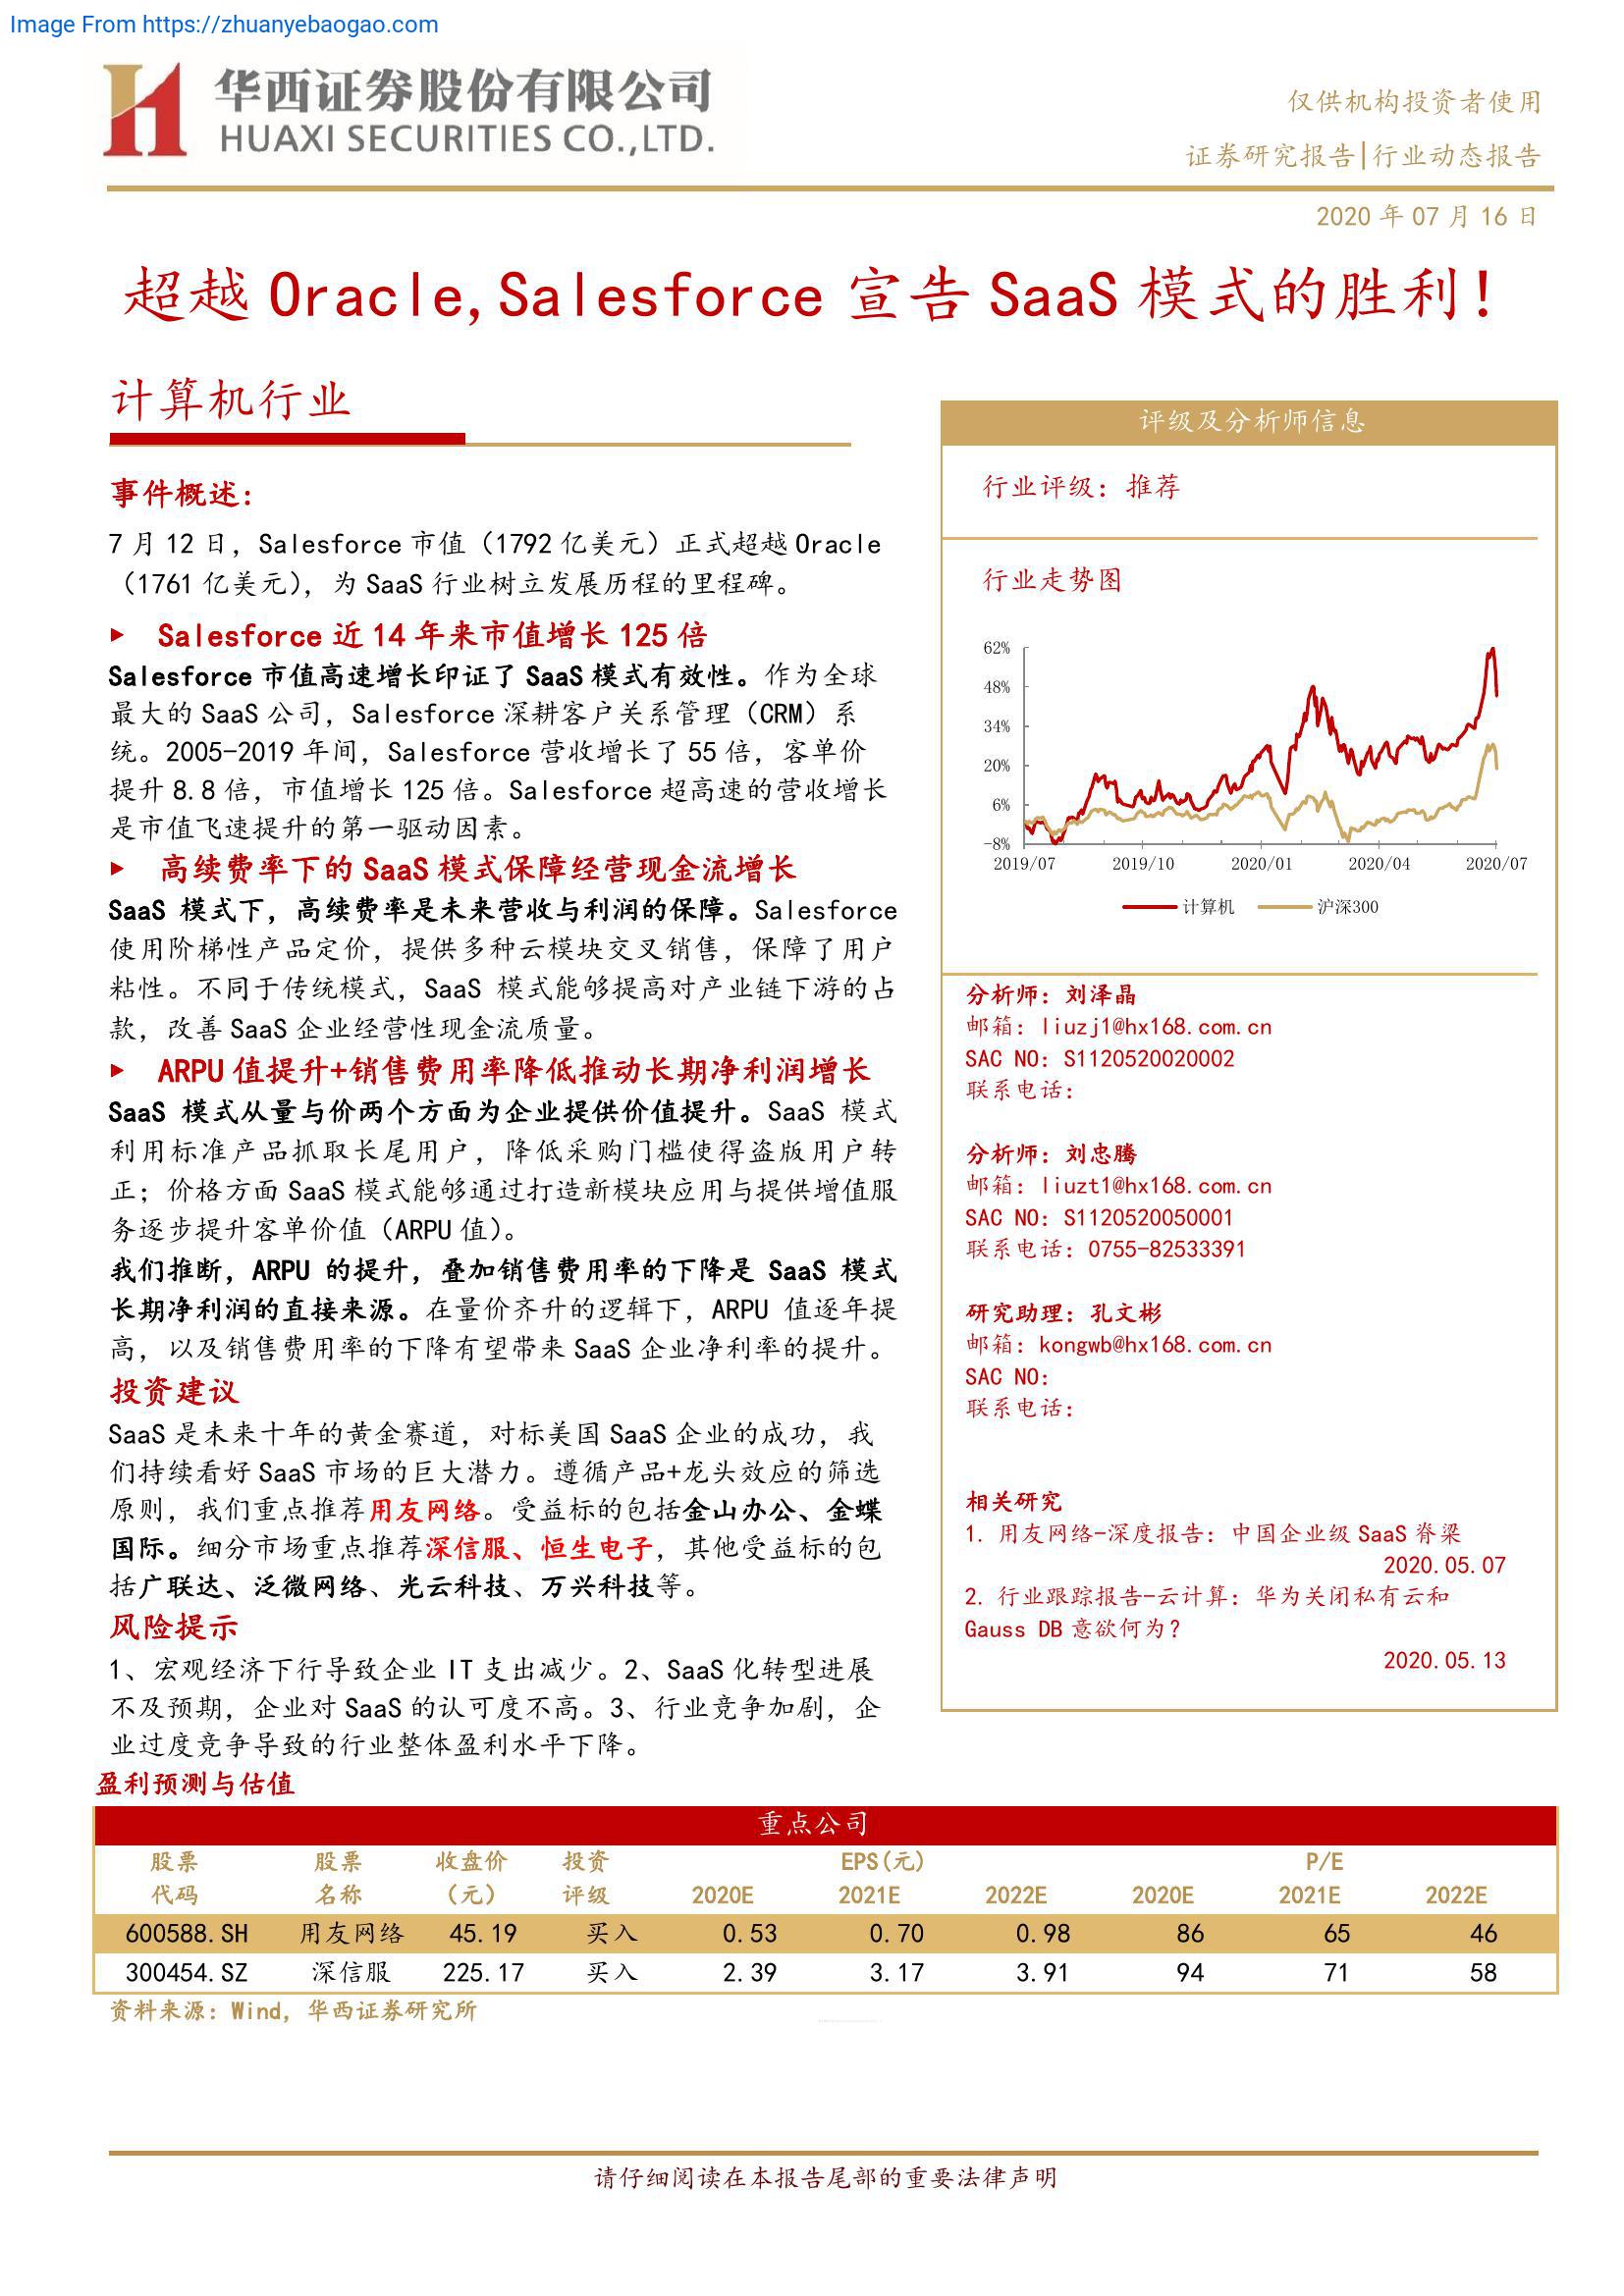 Image From https://zhuanyebaogao.com
华西证券股份有限公司
HUAXI SECURITIES CO.,LTD.
仅供机构投资者使用
证券研究报告|行业动态报告
2020 年 07 月 16 日
超越 Oracle,Salesforce 宣告 SaaS 模式的胜利!
计算机行业
事件概述:
7 月 12 日，Salesforce 市值（1792 亿美元）正式超越 Oracle
（1761 亿美元），为 SaaS 行业树立发展历程的里程碑。
▶ Salesforce 近 14 年来市值增长 125 倍
Salesforce 市值高速增长印证了 SaaS 模式有效性。作为全球
最大的 SaaS 公司，Salesforce 深耕客户关系管理（CRM）系
统。2005-2019 年间，Salesforce 营收增长了 55 倍，客单价
提升 8.8 倍，市值增长 125 倍。Salesforce 超高速的营收增长
是市值飞速提升的第一驱动因素。
▶ 高续费率下的 SaaS 模式保障经营现金流增长
SaaS 模式下，高续费率是未来营收与利润的保障。Salesforce
使用阶梯性产品定价，提供多种云模块交叉销售，保障了用户
粘性。不同于传统模式，SaaS 模式能够提高对产业链下游的占
款，改善 SaaS 企业经营性现金流质量。
▶ ARPU 值提升+销售费用率降低推动长期净利润增长
SaaS 模式从量与价两个方面为企业提供价值提升。SaaS 模式
利用标准产品抓取长尾用户，降低采购门槛使得盗版用户转
正；价格方面 SaaS 模式能够通过打造新模块应用与提供增值服
务逐步提升客单价值（ARPU 值）。
我们推断，ARPU 的提升，叠加销售费用率的下降是 SaaS 模式
长期净利润的直接来源。在量价齐升的逻辑下，ARPU 值逐年提
高，以及销售费用率的下降有望带来 SaaS 企业净利率的提升。
投资建议
SaaS 是未来十年的黄金赛道，对标美国 SaaS 企业的成功，我
们持续看好 SaaS 市场的巨大潜力。遵循产品+龙头效应的筛选
原则，我们重点推荐用友网络。受益标的包括金山办公、金蝶
国际。细分市场重点推荐深信服、恒生电子，其他受益标的包
括广联达、泛微网络、光云科技、万兴科技等。
风险提示
1、宏观经济下行导致企业 IT 支出减少。2、SaaS 化转型进展
不及预期，企业对 SaaS 的认可度不高。3、行业竞争加剧，企
业过度竞争导致的行业整体盈利水平下降。
评级及分析师信息
行业评级：推荐
行业走势图
62%
48%
34%
20%
6%
-8%
2019/07 2019/10 2020/01 2020/04 2020/07
计算机 沪深300
分析师：刘泽晶
邮箱：liuzj1@hx168.com.cn
SAC NO：S1120520020002
联系电话：
分析师：刘忠腾
邮箱：liuzt1@hx168.com.cn
SAC NO：S1120520050001
联系电话：0755-82533391
研究助理：孔文彬
邮箱：kongwb@hx168.com.cn
SAC NO：
联系电话：
相关研究
1. 用友网络-深度报告：中国企业级 SaaS 脊梁
2020.05.07
2. 行业跟踪报告-云计算：华为关闭私有云和
Gauss DB 意欲何为？
2020.05.13
盈利预测与估值
重点公司
股票 股票 收盘价 投资 EPS(元) P/E
代码 名称 （元） 评级 2020E 2021E 2022E 2020E 2021E 2022E
600588.SH 用友网络 45.19 买入 0.53 0.70 0.98 86 65 46
300454.SZ 深信服 225.17 买入 2.39 3.17 3.91 94 71 58
资料来源：Wind，华西证券研究所
请仔细阅读在本报告尾部的重要法律声明